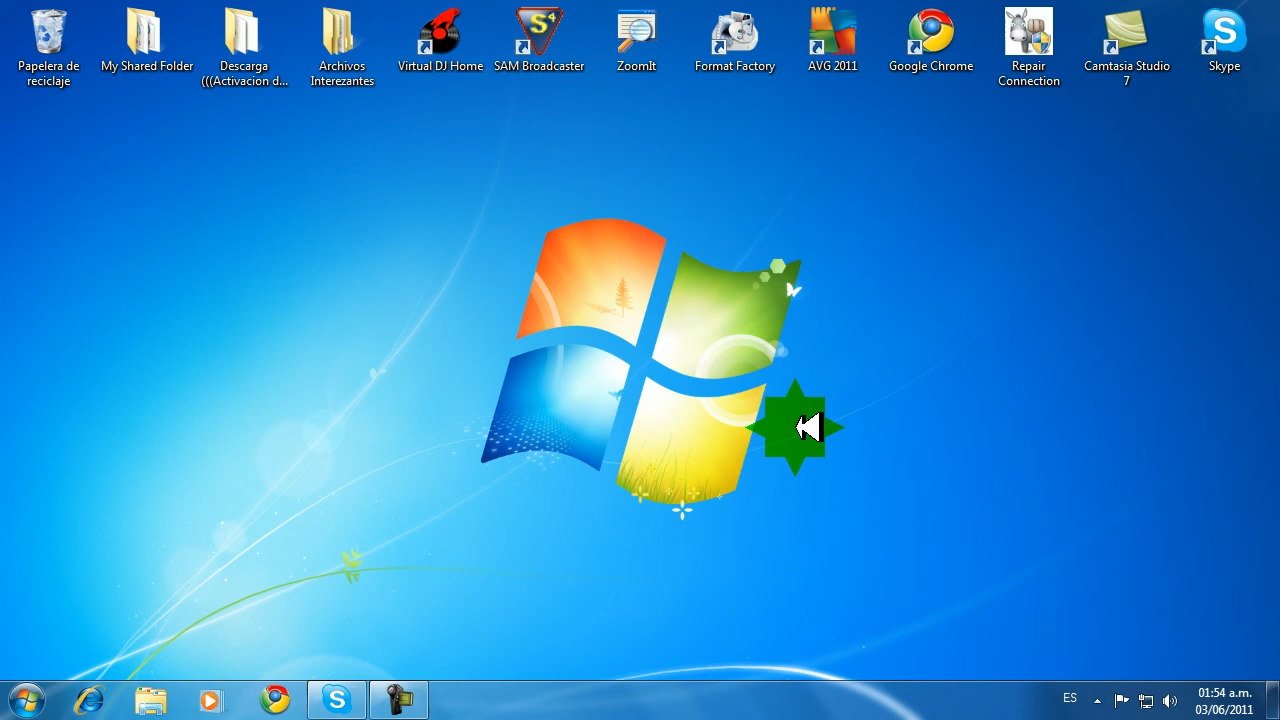 Papelera de
reciclaje
My Shared Folder
Descarga
(((Activacion d...
Archivos
Interezantes
Virtual DJ Home
SAM Broadcaster
ZoomIt
Format Factory
AVG 2011
Google Chrome
Repair
Connection
Camtasia Studio
7
Skype
S4
S
S
ES
01:54 a.m.
03/06/2011